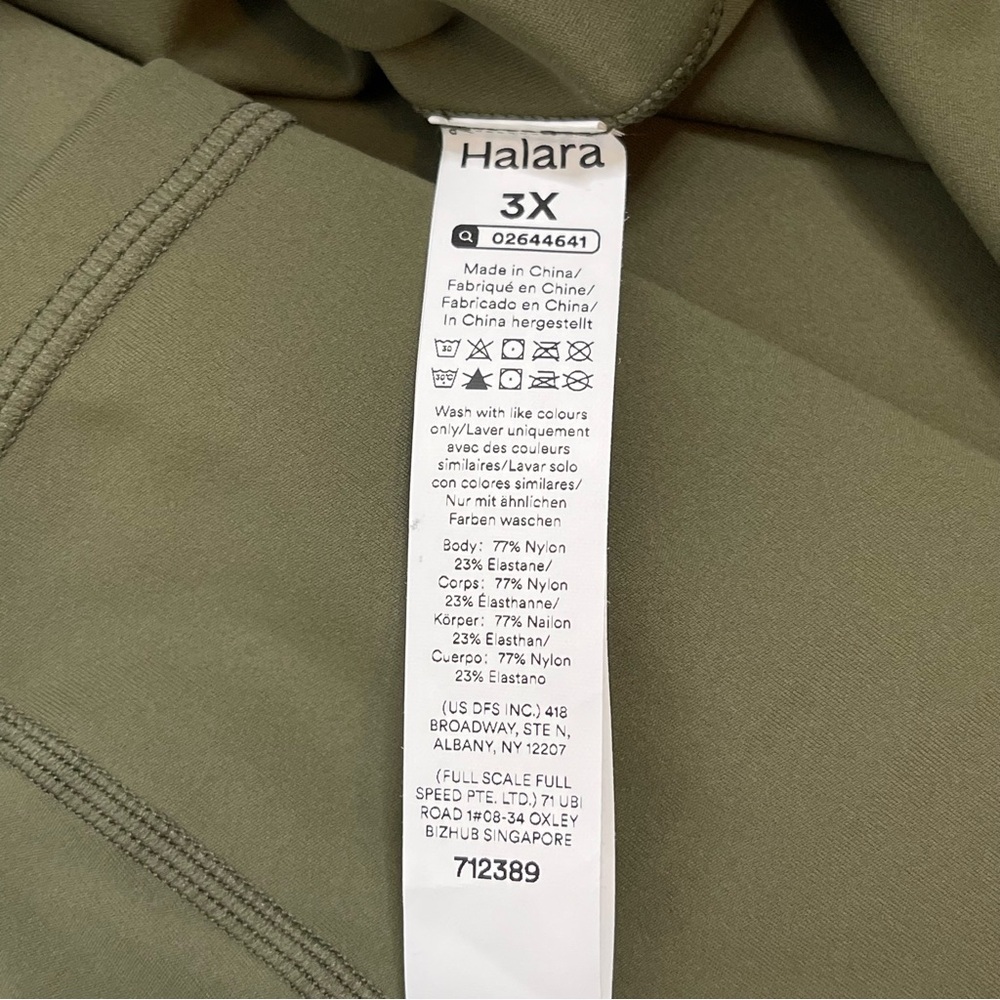 Halara
3X
02644641
Made in China/
Fabriqué en Chine/
Fabricado en China/
In China hergestellt
30
30°C
Wash with like colours
only/Laver uniquement
avec des couleurs
similaires/Lavar solo
con colores similares/
Nur mit ähnlichen
Farben waschen
Body: 77% Nylon
23% Elastane/
Corps: 77% Nylon
23% Élasthanne/
Körper: 77% Nailon
23% Elasthan/
Cuerpo: 77% Nylon
23% Elastano
(US DFS INC.) 418
BROADWAY, STE N,
ALBANY, NY 12207
(FULL SCALE FULL
SPEED PTE. LTD.) 71 UBI
ROAD 1#08-34 OXLEY
BIZHUB SINGAPORE
712389